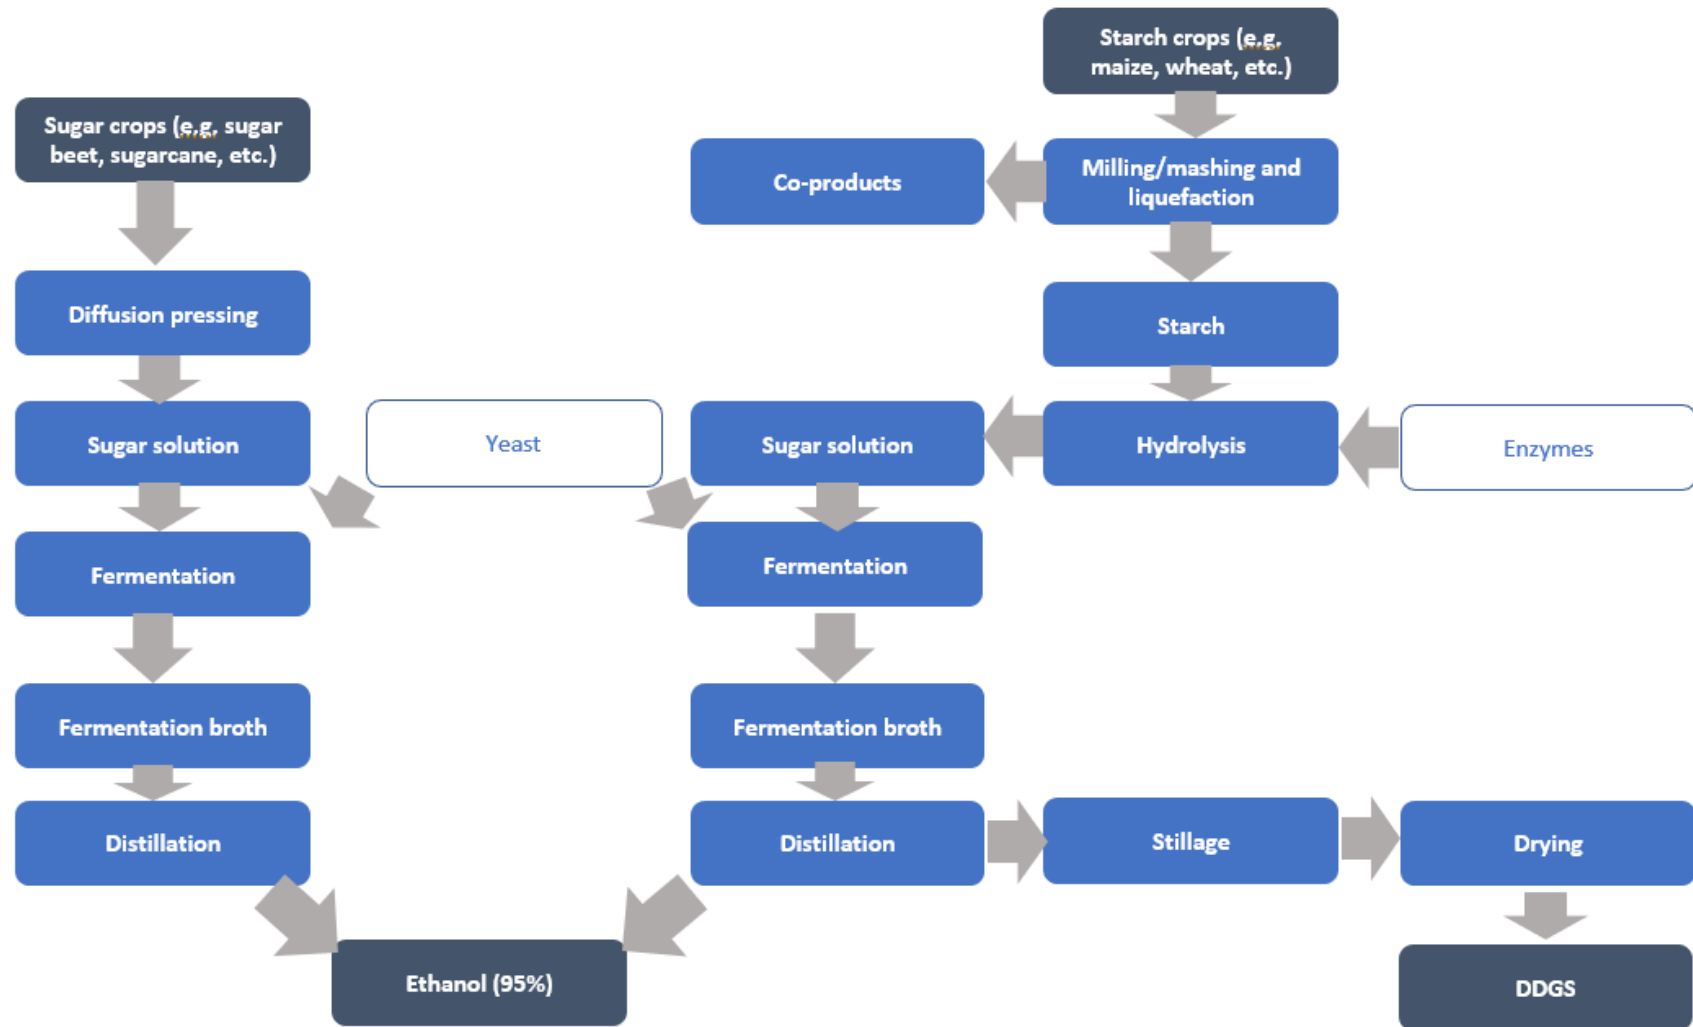 Starch crops (e.g.
maize, wheat, etc.)
Sugar crops (e.g. sugar
beet, sugarcane, etc.)
Co-products
Milling/mashing and
liquefaction
Diffusion pressing
Starch
Sugar solution
Yeast
Sugar solution
Hydrolysis
Enzymes
Fermentation
Fermentation
Fermentation broth
Fermentation broth
Distillation
Distillation
Stillage
Drying
Ethanol (95%)
DDGS